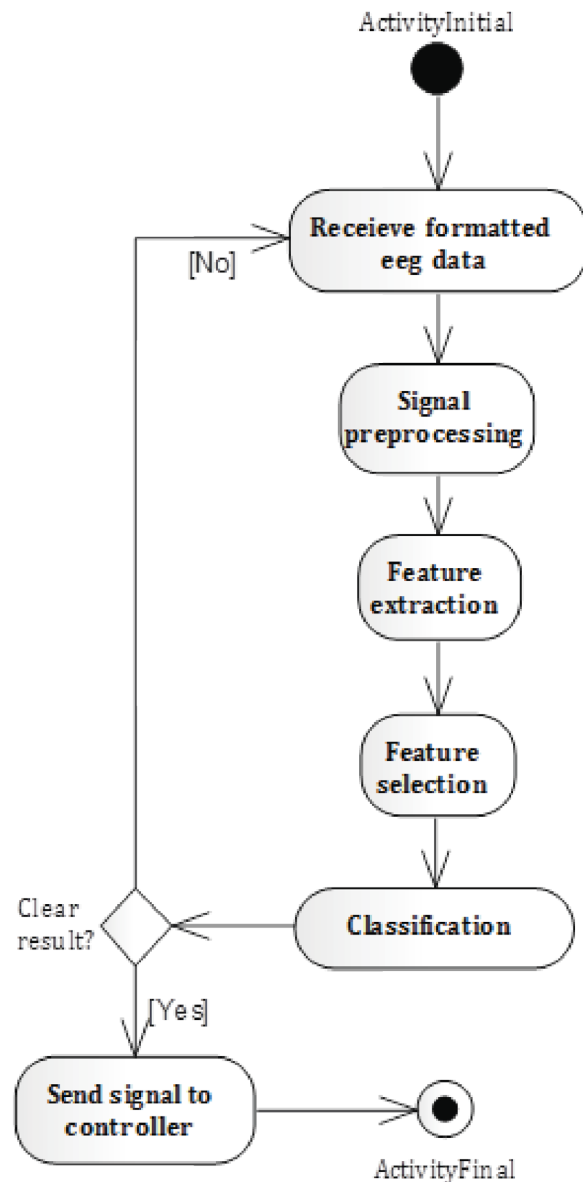 ActivityInitial
Receieve formatted
eeg data
[No]
Signal
preprocessing
Feature
extraction
Feature
selection
Classification
Clear
result?
[Yes]
Send signal to
controller
ActivityFinal